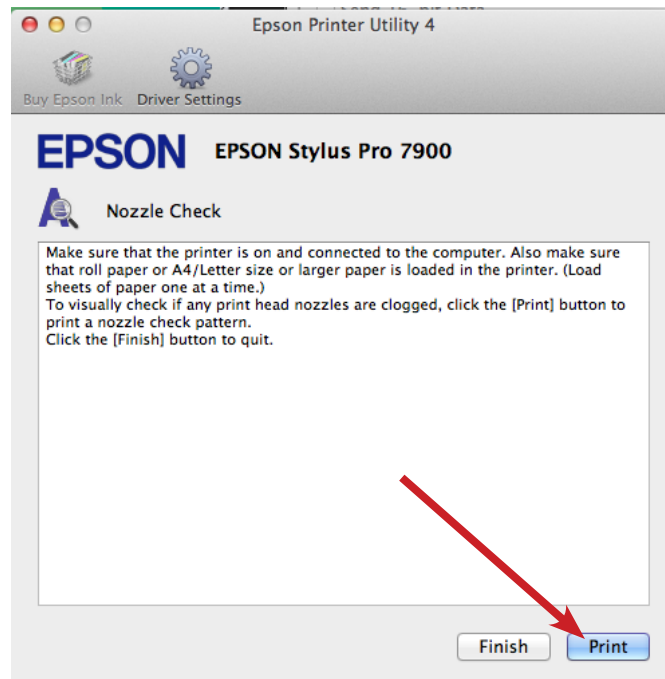 Epson Printer Utility 4
Buy Epson Ink Driver Settings
EPSON EPSON Stylus Pro 7900
Nozzle Check
Make sure that the printer is on and connected to the computer. Also make sure
that roll paper or A4/Letter size or larger paper is loaded in the printer. (Load
sheets of paper one at a time.)
To visually check if any print head nozzles are clogged, click the [Print] button to
print a nozzle check pattern.
Click the [Finish] button to quit.
Finish Print